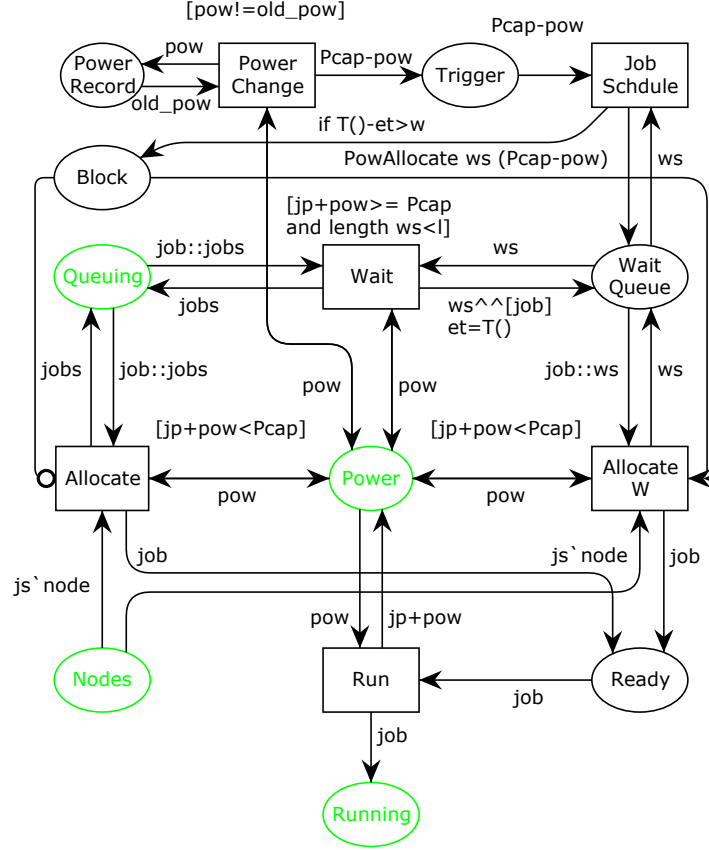 [pow!=old_pow]
Pcap-pow
pow
Power
Record
old_pow
Power
Change
Pcap-pow
Trigger
Job
Schdule
if T()-et>w
PowAllocate ws (Pcap-pow)
ws
Block
[jp+pow>= Pcap
and length ws<l]
job::jobs
ws
Queuing
Wait
Wait
Queue
jobs
ws^^[job]
et=T()
jobs
job::jobs
pow
pow
job::ws
ws
[jp+pow<Pcap]
[jp+pow<Pcap]
Allocate
Power
Allocate
W
pow
pow
job
js`node
job
js`node
pow
jp+pow
Nodes
Run
Ready
job
job
Running